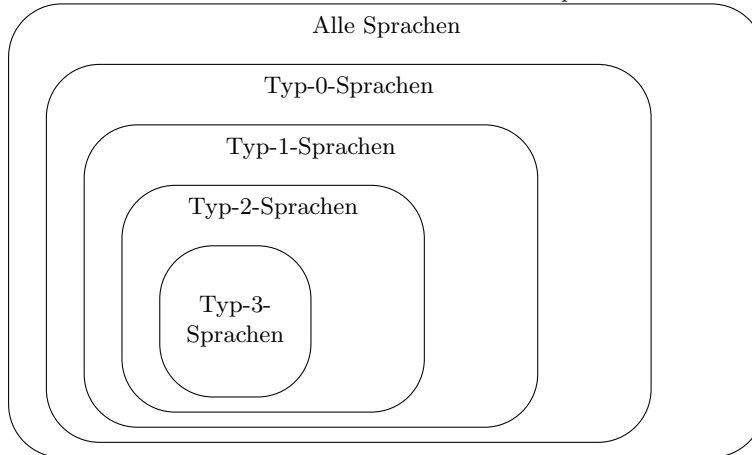 Alle Sprachen
Typ-0-Sprachen
Typ-1-Sprachen
Typ-2-Sprachen
Typ-3-
Sprachen